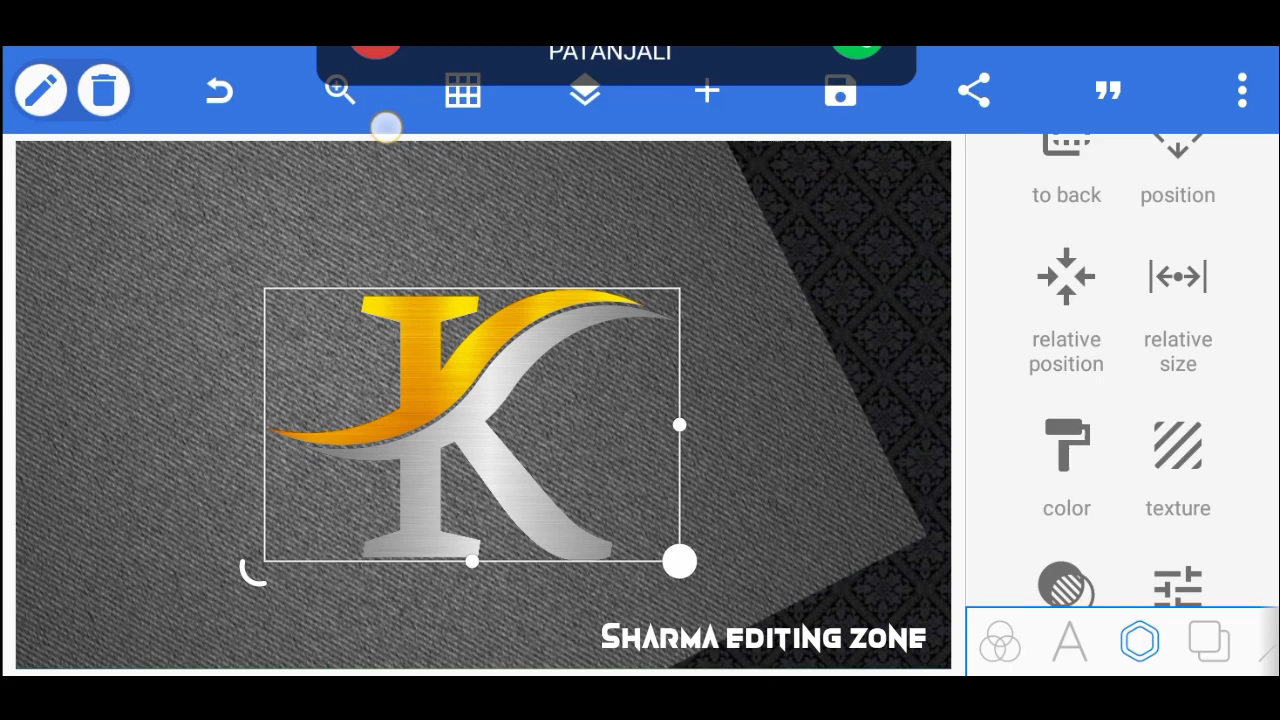 PATANJALI
to back
position
relative
position
relative
size
color
texture
K
SHARMA EDITING ZONE